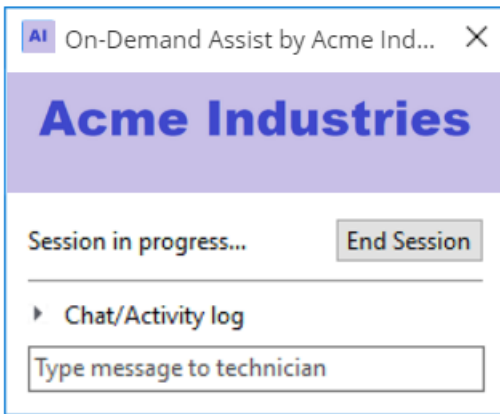 AI On-Demand Assist by Acme Ind...
Acme Industries
Session in progress... End Session
Chat/Activity log
Type message to technician